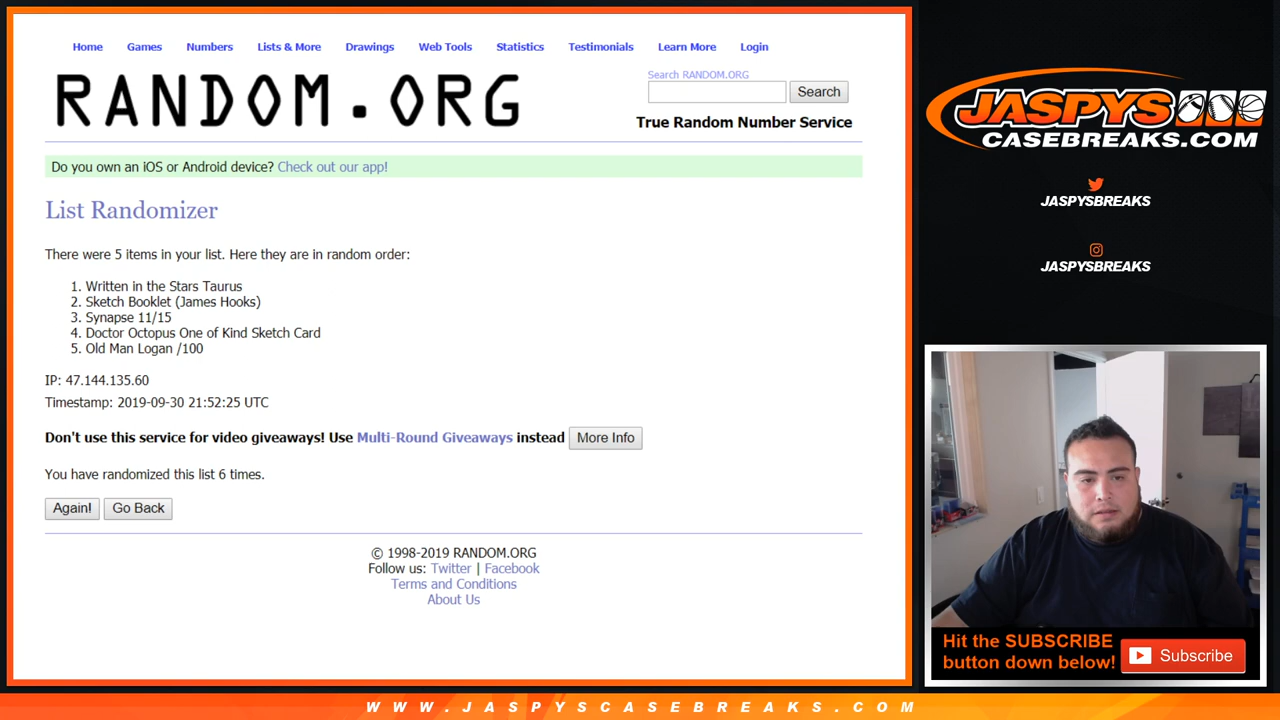 Home Games Numbers Lists & More Drawings Web Tools Statistics Testimonials Learn More Login
RANDOM.ORG
Search RANDOM.ORG
Search
True Random Number Service
Do you own an iOS or Android device? Check out our app!
List Randomizer
There were 5 items in your list. Here they are in random order:
1. Written in the Stars Taurus
2. Sketch Booklet (James Hooks)
3. Synapse 11/15
4. Doctor Octopus One of Kind Sketch Card
5. Old Man Logan /100
IP: 47.144.135.60
Timestamp: 2019-09-30 21:52:25 UTC
Don't use this service for video giveaways! Use Multi-Round Giveaways instead More Info
You have randomized this list 6 times.
Again! Go Back
© 1998-2019 RANDOM.ORG
Follow us: Twitter | Facebook
Terms and Conditions
About Us
JASPYS
CASEBREAKS.COM
JASPYSBREAKS
JASPYSBREAKS
Hit the SUBSCRIBE
button down below!
Subscribe
WWW.JASPYSCASEBREAKS.COM